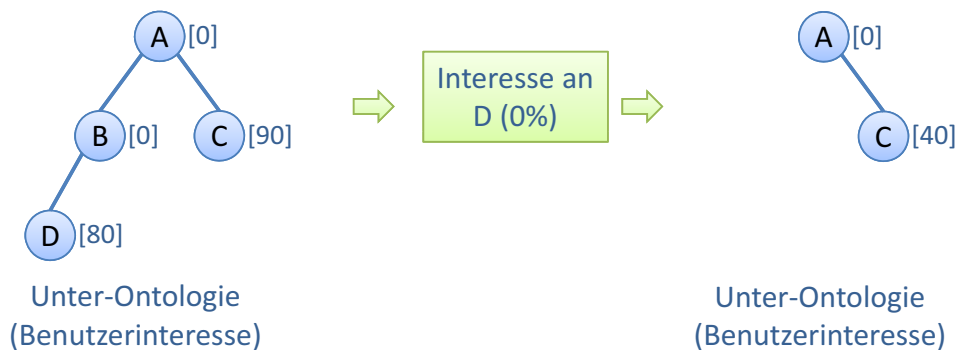 A [0]
B [0]
C [90]
D [80]
Unter-Ontologie
(Benutzerinteresse)
Interesse an
D (0%)
A [0]
C [40]
Unter-Ontologie
(Benutzerinteresse)